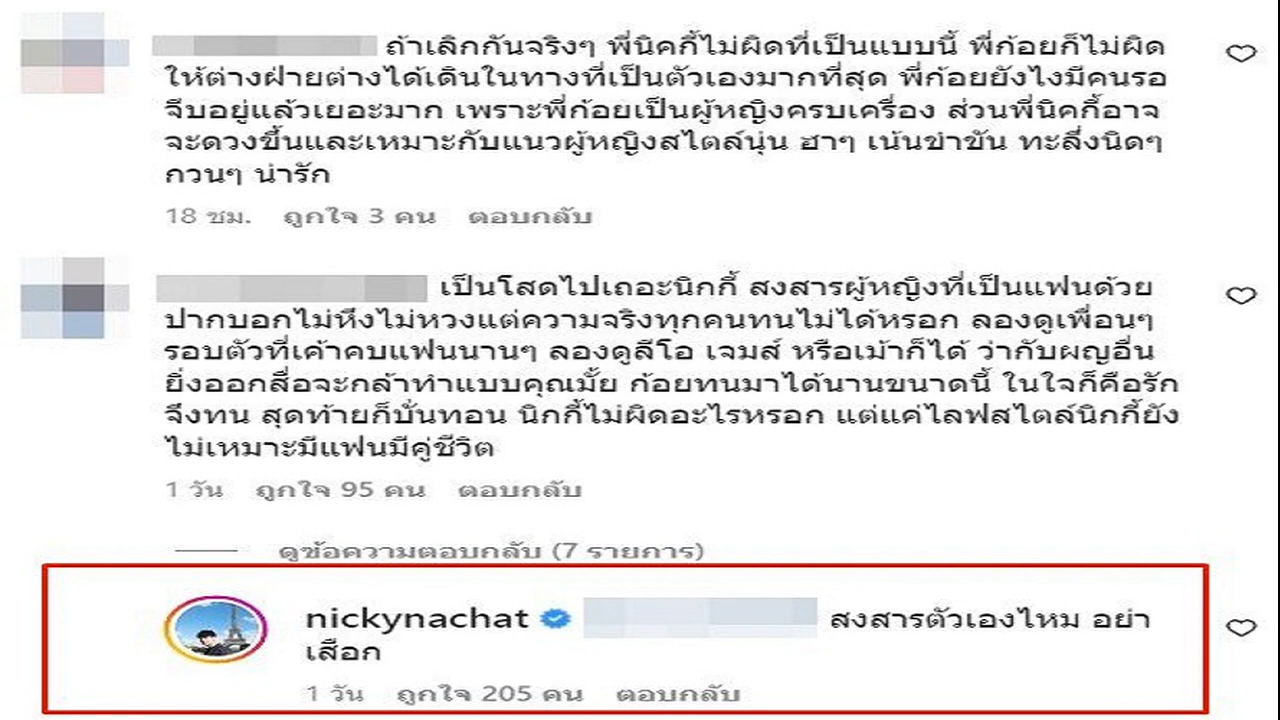 ถ้าเลิกกันจริงๆ พี่นิคกี้ไม่ผิดที่เป็นแบบนี้ พี่ก้อยก็ไม่ผิด
ให้ต่างฝ่ายต่างได้เดินในทางที่เป็นตัวเองมากที่สุด พี่ก้อยยังไงมีคนรอ
จีบอยู่แล้วเยอะมาก เพราะพี่ก้อยเป็นผู้หญิงครบเครื่อง ส่วนพี่นิคกี้อาจ
จะดวงขึ้นและเหมาะกับแนวผู้หญิงสไตล์นุ่น ฮาๆ เน้นขำขัน ทะลึ่งนิดๆ
กวนๆ น่ารัก
18 ชม. ถูกใจ 3 คน ตอบกลับ
เป็นโสดไปเถอะนิกกี้ สงสารผู้หญิงที่เป็นแฟนด้วย
ปากบอกไม่หึงไม่หวงแต่ความจริงทุกคนทนไม่ได้หรอก ลองดูเพื่อนๆ
รอบตัวที่เค้าคบแฟนนานๆ ลองดูลีโอ เจมส์ หรือเม้าก็ได้ ว่ากับผญอื่น
ยิ่งออกสื่อจะกล้าทำแบบคุณมั้ย ก้อยทนมาได้นานขนาดนี้ ในใจก็คือรัก
จึงทน สุดท้ายก็บั่นทอน นิกกี้ไม่ผิดอะไรหรอก แต่แค่ไลฟสไตล์นิกกี้ยัง
ไม่เหมาะมีแฟนมีคู่ชีวิต
1 วัน ถูกใจ 95 คน ตอบกลับ
ดูข้อความตอบกลับ (7 รายการ)
nickynachat สงสารตัวเองไหม อย่า
เสือก
1 วัน ถูกใจ 205 คน ตอบกลับ